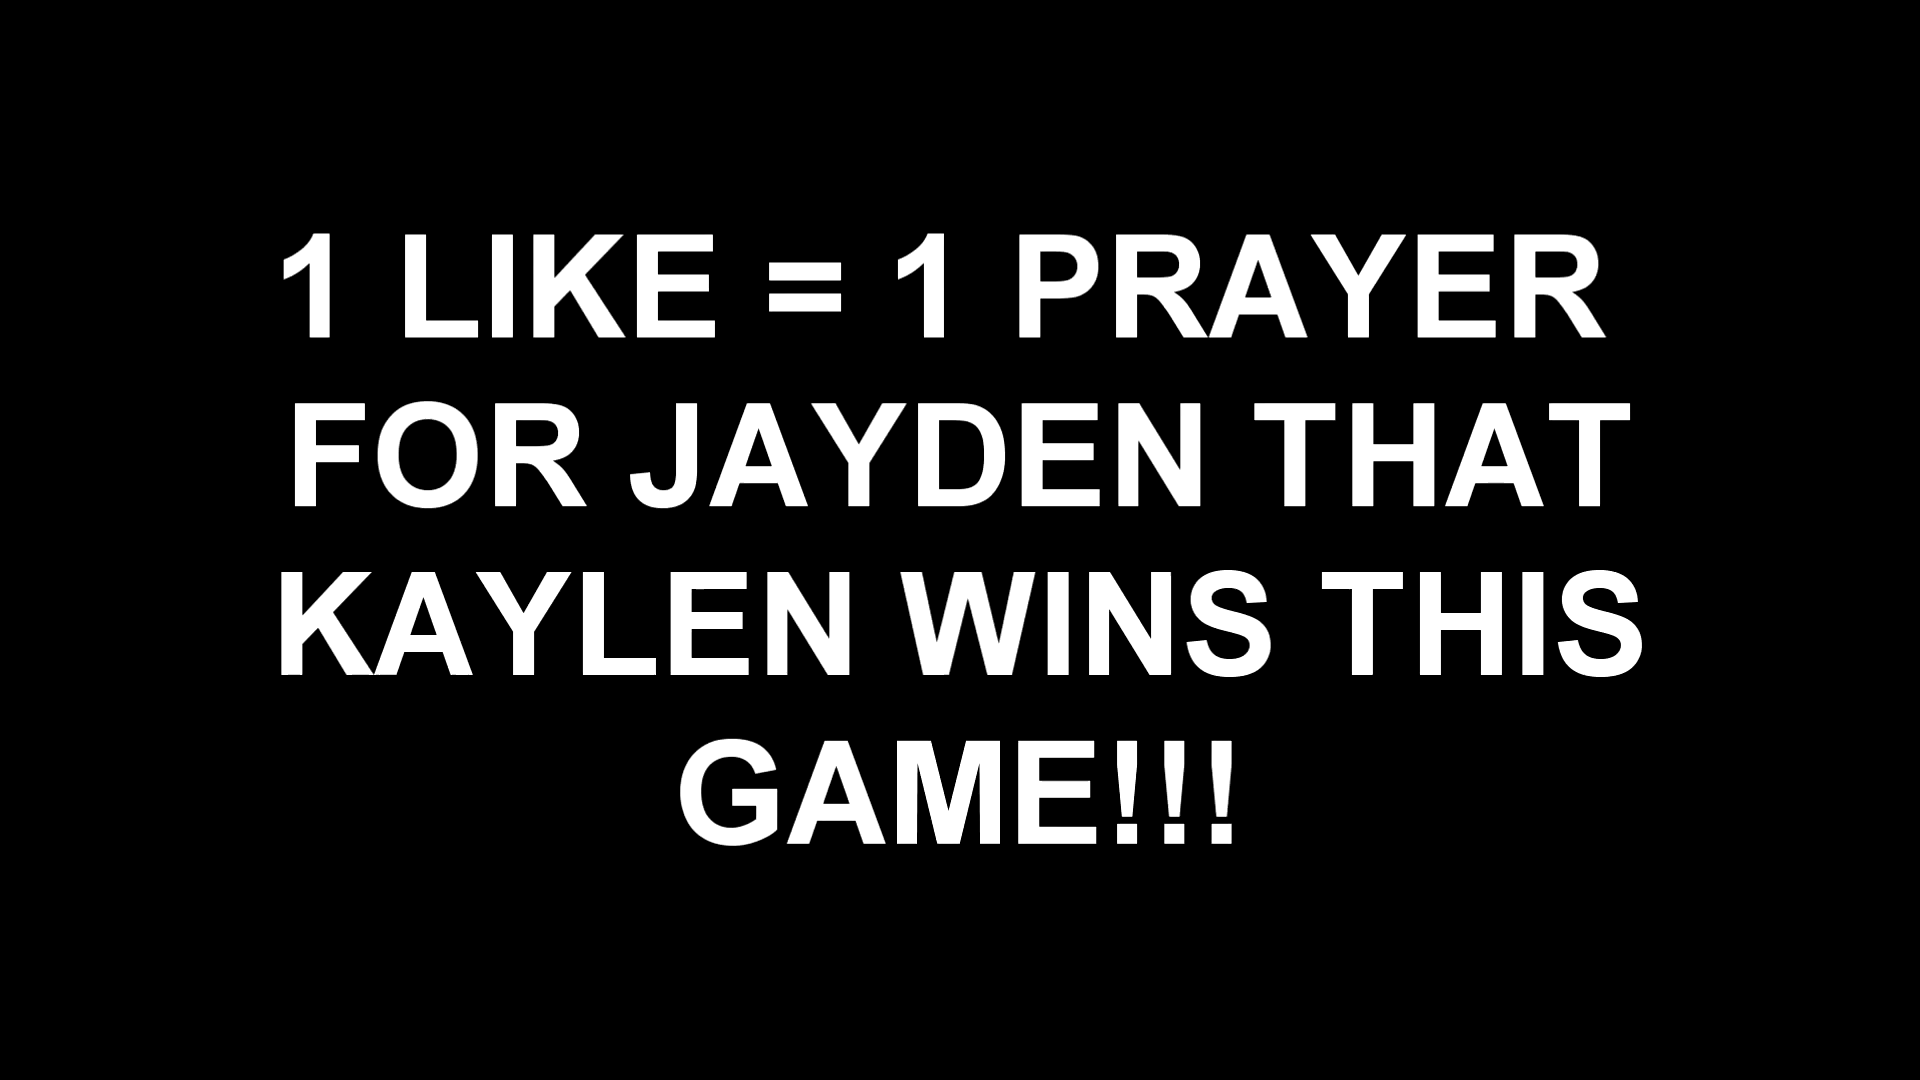 1 LIKE = 1 PRAYER
FOR JAYDEN THAT
KAYLEN WINS THIS
GAME!!!